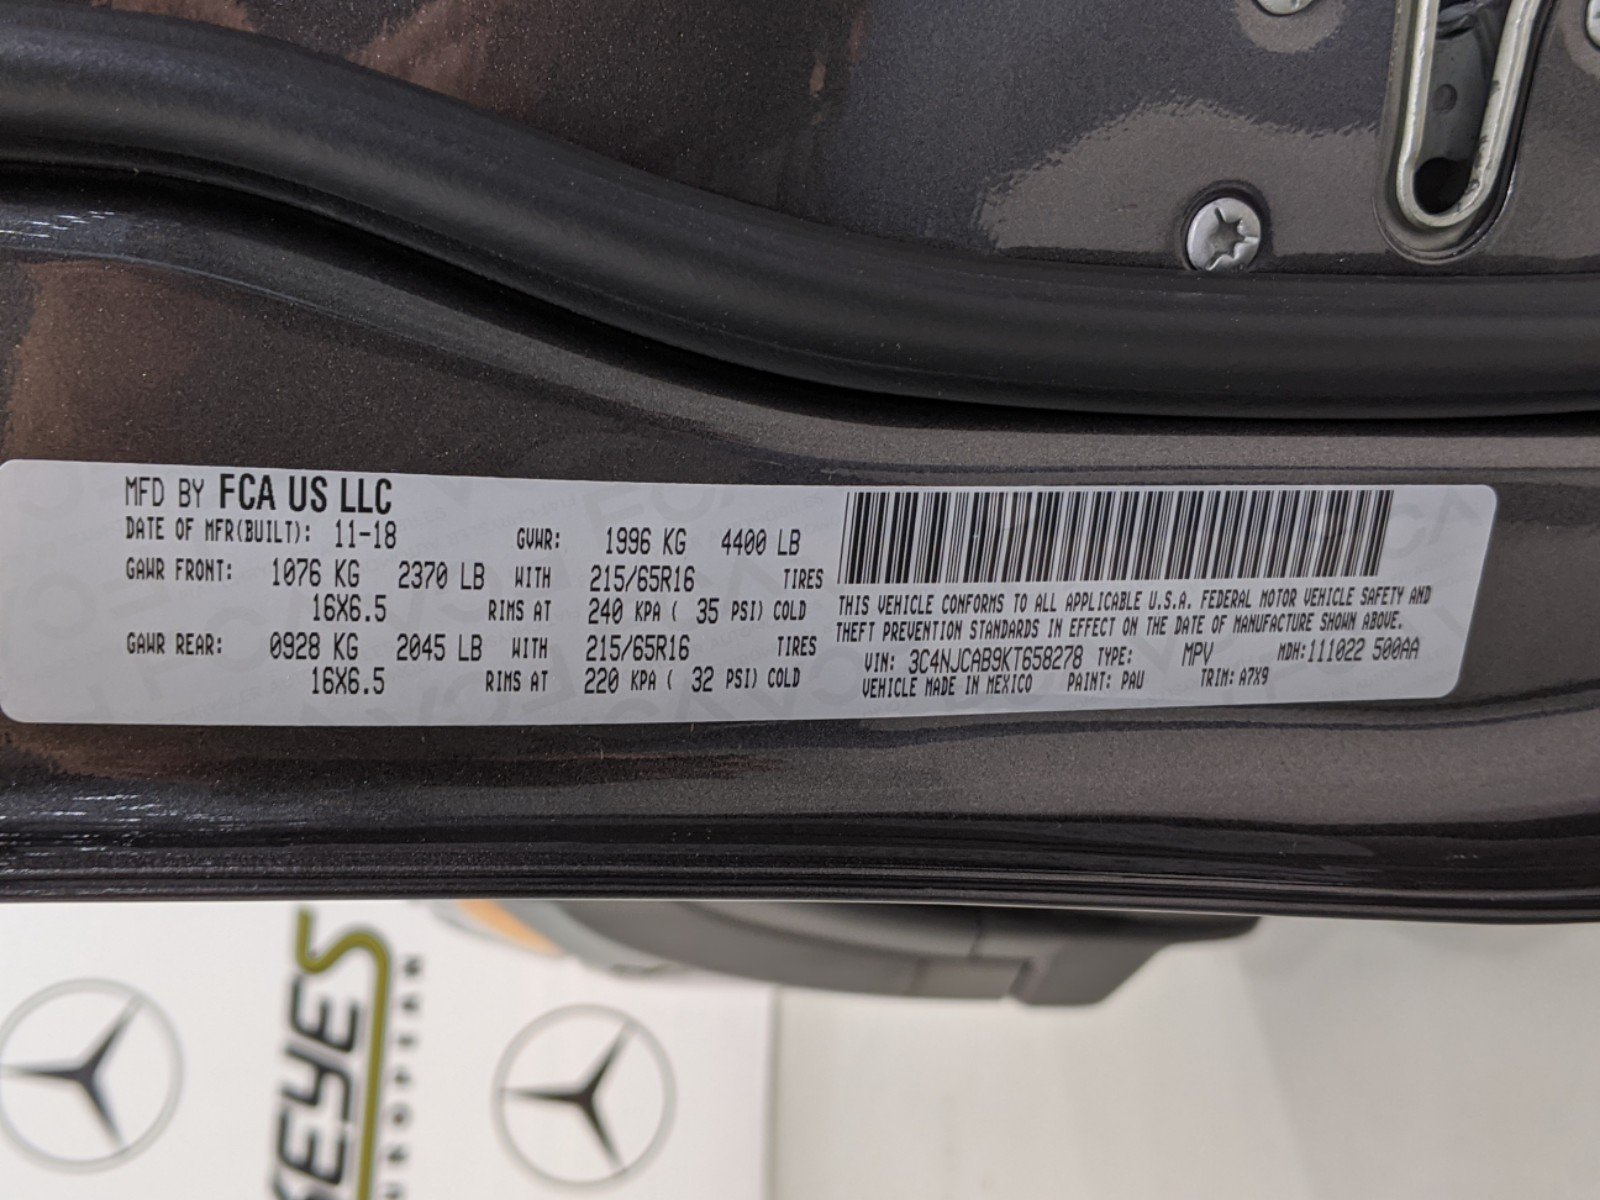 MFD BY FCA US LLC
DATE OF MFR(BUILT): 11-18 GVWR: 1996 KG 4400 LB
GAWR FRONT: 1076 KG 2370 LB WITH 215/65R16 TIRES
16X6.5 RIMS AT 240 KPA ( 35 PSI) COLD
GAWR REAR: 0928 KG 2045 LB WITH 215/65R16 TIRES
16X6.5 RIMS AT 220 KPA ( 32 PSI) COLD
THIS VEHICLE CONFORMS TO ALL APPLICABLE U.S.A. FEDERAL MOTOR VEHICLE SAFETY AND
THEFT PREVENTION STANDARDS IN EFFECT ON THE DATE OF MANUFACTURE SHOWN ABOVE.
VIN: 3C4NJCAB9KT658278 TYPE: MPV MDH:111022 500AA
VEHICLE MADE IN MEXICO PAINT: PAU TRIM: A7X9